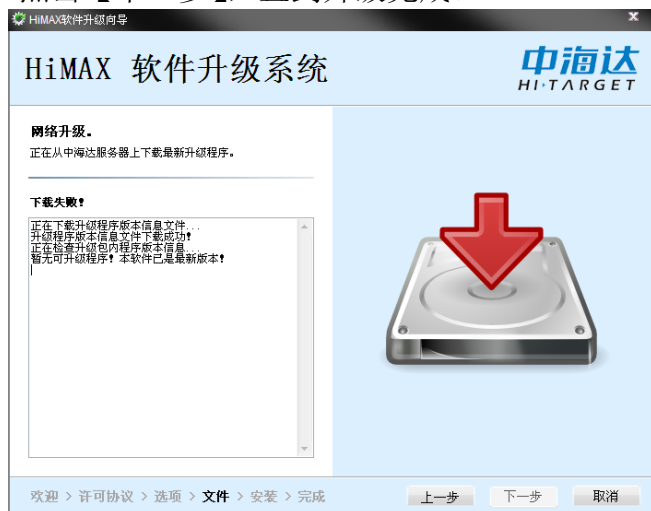 HiMAX软件升级向导
HiMAX 软件升级系统
中海达
HI·TARGET
网络升级。
正在从中海达服务器上下载最新升级程序。
下载失败!
正在下载升级程序版本信息文件...
升级程序版本信息文件下载成功!
正在检查升级包内程序版本信息...
暂无可升级程序! 本软件已是最新版本!
欢迎 > 许可协议 > 选项 > 文件 > 安装 > 完成
上一步 下一步 取消